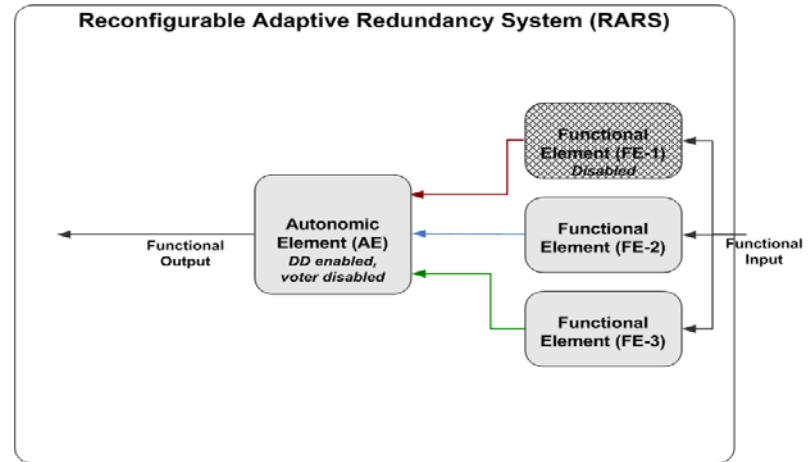 Reconfigurable Adaptive Redundancy System (RARS)
Functional
Element (FE-1)
Disabled
Autonomic
Element (AE)
DD enabled,
voter disabled
Functional
Element (FE-2)
Functional
Output
Functional
Input
Functional
Element (FE-3)